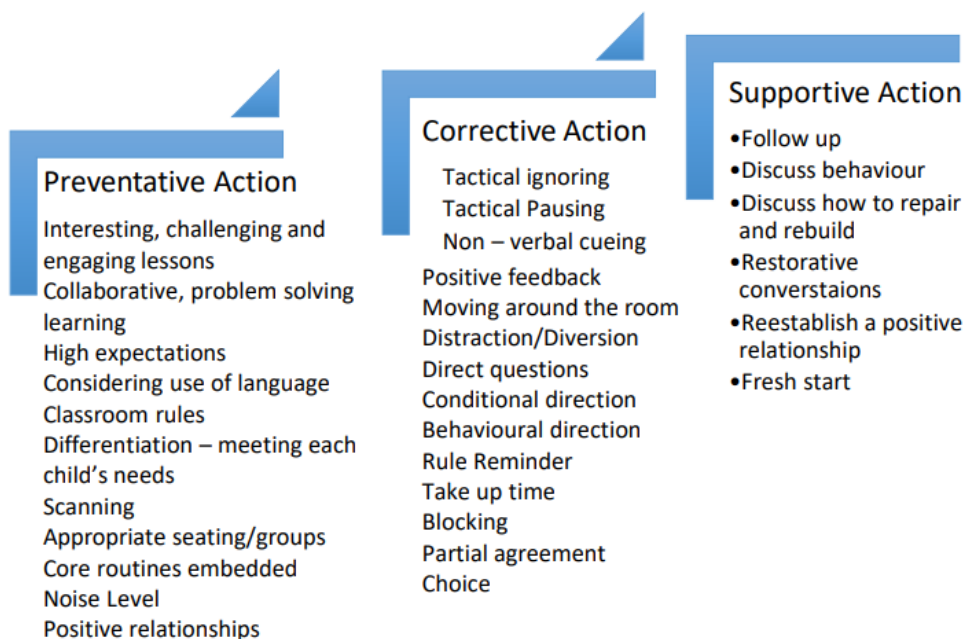 Preventative Action
Interesting, challenging and
engaging lessons
Collaborative, problem solving
learning
High expectations
Considering use of language
Classroom rules
Differentiation – meeting each
child's needs
Scanning
Appropriate seating/groups
Core routines embedded
Noise Level
Positive relationships
Corrective Action
Tactical ignoring
Tactical Pausing
Non – verbal cueing
Positive feedback
Moving around the room
Distraction/Diversion
Direct questions
Conditional direction
Behavioural direction
Rule Reminder
Take up time
Blocking
Partial agreement
Choice
Supportive Action
•Follow up
•Discuss behaviour
•Discuss how to repair
and rebuild
•Restorative
converstaions
•Reestablish a positive
relationship
•Fresh start